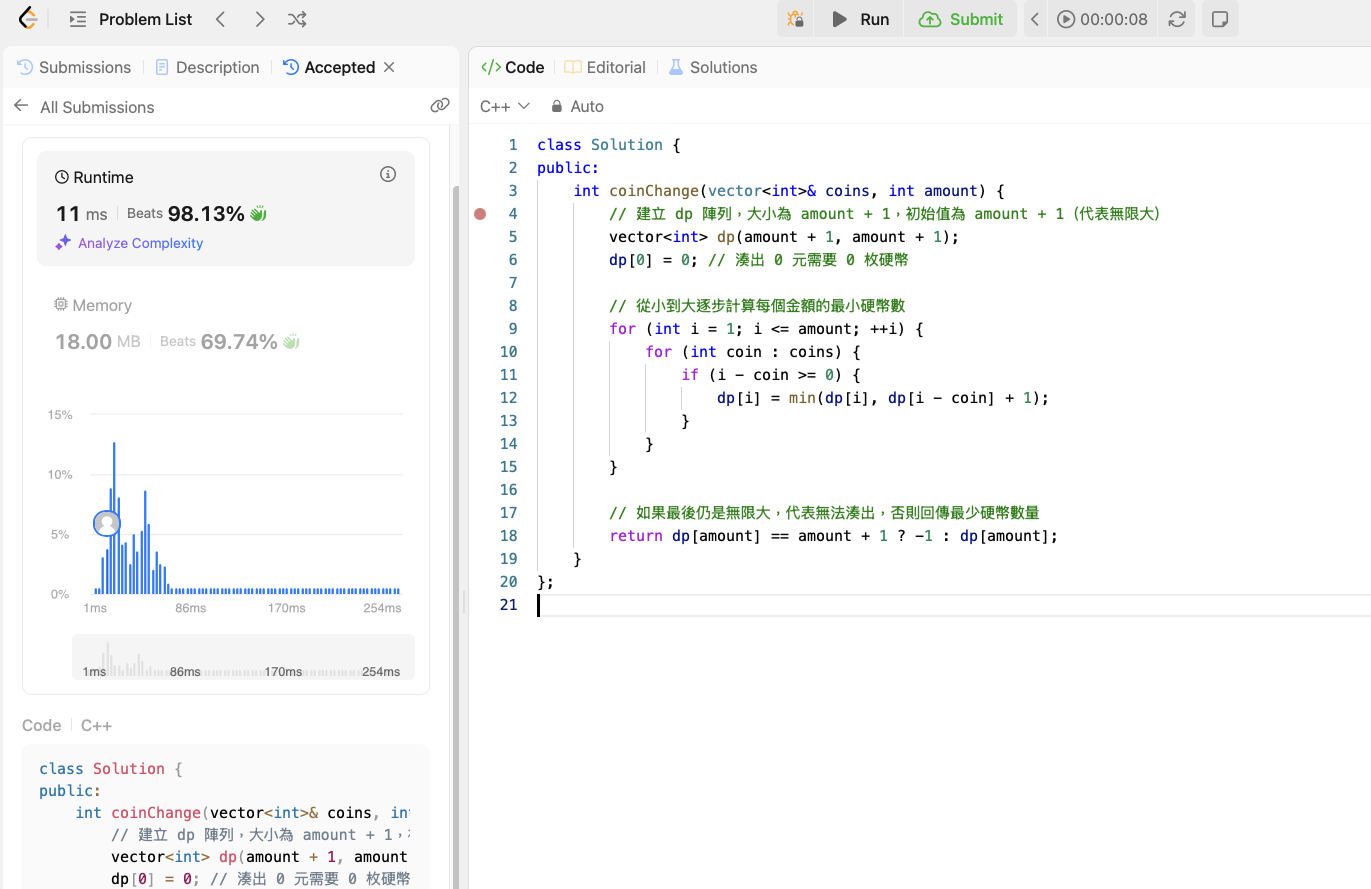 Problem List
Run
Submit
00:00:08
Submissions
Description
Accepted
All Submissions
Runtime
11 ms
Beats 98.13%
Analyze Complexity
Memory
18.00 MB
Beats 69.74%
15%
10%
5%
0%
1ms 86ms 170ms 254ms
1ms 86ms 170ms 254ms
Code C++
class Solution {
public:
    int coinChange(vector<int>& coins, int
        // 建立 dp 陣列，大小為 amount + 1，
        vector<int> dp(amount + 1, amount
        dp[0] = 0; // 湊出 0 元需要 0 枚硬幣
</> Code
Editorial
Solutions
C++
Auto
1 class Solution {
2 public:
3     int coinChange(vector<int>& coins, int amount) {
4         // 建立 dp 陣列，大小為 amount + 1，初始值為 amount + 1（代表無限大）
5         vector<int> dp(amount + 1, amount + 1);
6         dp[0] = 0; // 湊出 0 元需要 0 枚硬幣
7
8         // 從小到大逐步計算每個金額的最小硬幣數
9         for (int i = 1; i <= amount; ++i) {
10             for (int coin : coins) {
11                 if (i - coin >= 0) {
12                     dp[i] = min(dp[i], dp[i - coin] + 1);
13                 }
14             }
15         }
16
17         // 如果最後仍是無限大，代表無法湊出，否則回傳最少硬幣數量
18         return dp[amount] == amount + 1 ? -1 : dp[amount];
19     }
20 };
21